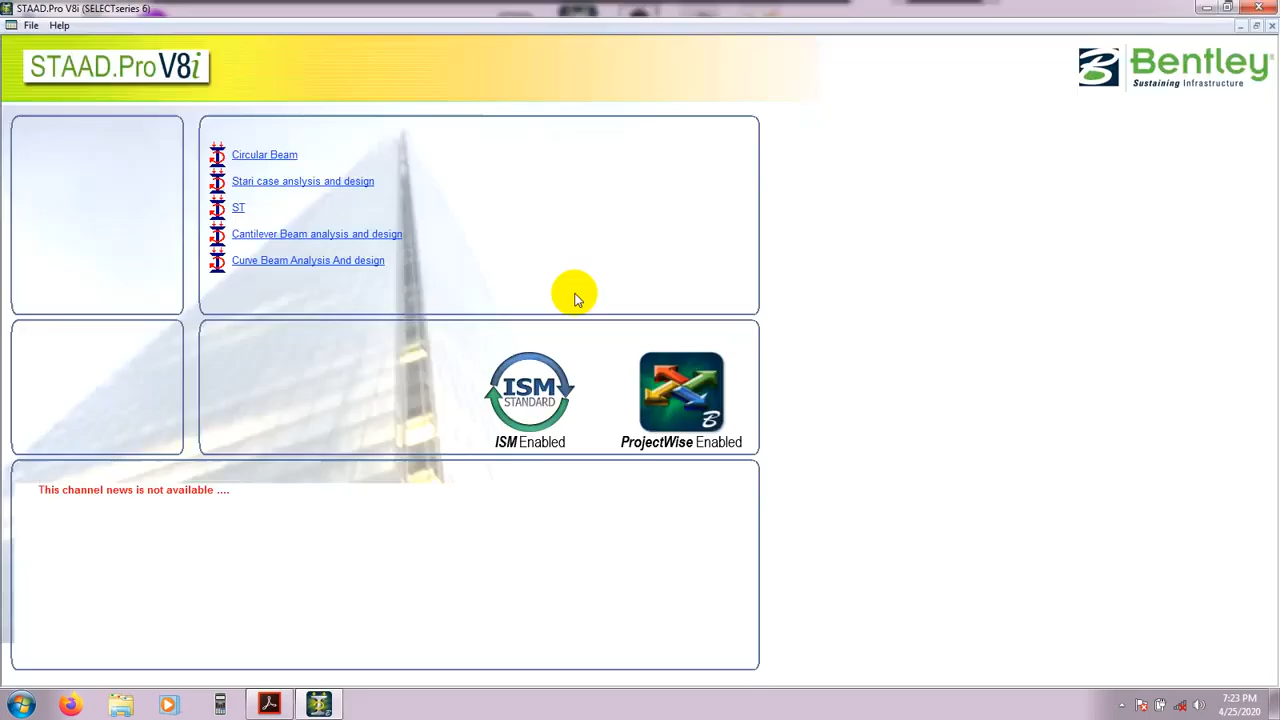 STAAD.Pro V8i (SELECTseries 6)
File Help
STAAD.Pro V8i
Bentley
Sustaining Infrastructure
Circular Beam
Stari case anslysis and design
ST
Cantilever Beam analysis and design
Curve Beam Analysis And design
ISM
STANDARD
B
ISM Enabled
ProjectWise Enabled
This channel news is not available ....
7:23 PM
4/25/2020